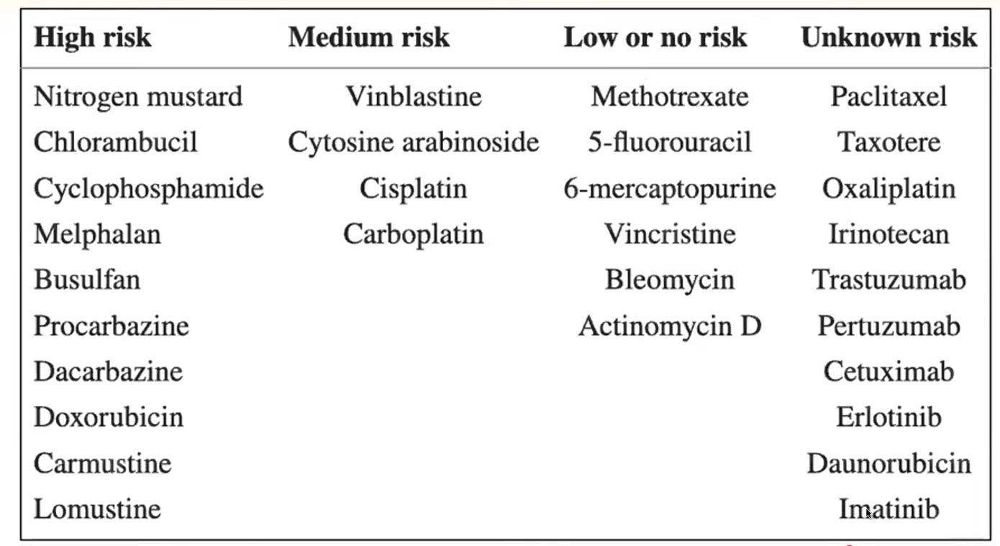 High risk Medium risk Low or no risk Unknown risk
Nitrogen mustard Vinblastine Methotrexate Paclitaxel
Chlorambucil Cytosine arabinoside 5-fluorouracil Taxotere
Cyclophosphamide Cisplatin 6-mercaptopurine Oxaliplatin
Melphalan Carboplatin Vincristine Irinotecan
Busulfan Bleomycin Trastuzumab
Procarbazine Actinomycin D Pertuzumab
Dacarbazine Cetuximab
Doxorubicin Erlotinib
Carmustine Daunorubicin
Lomustine Imatinib